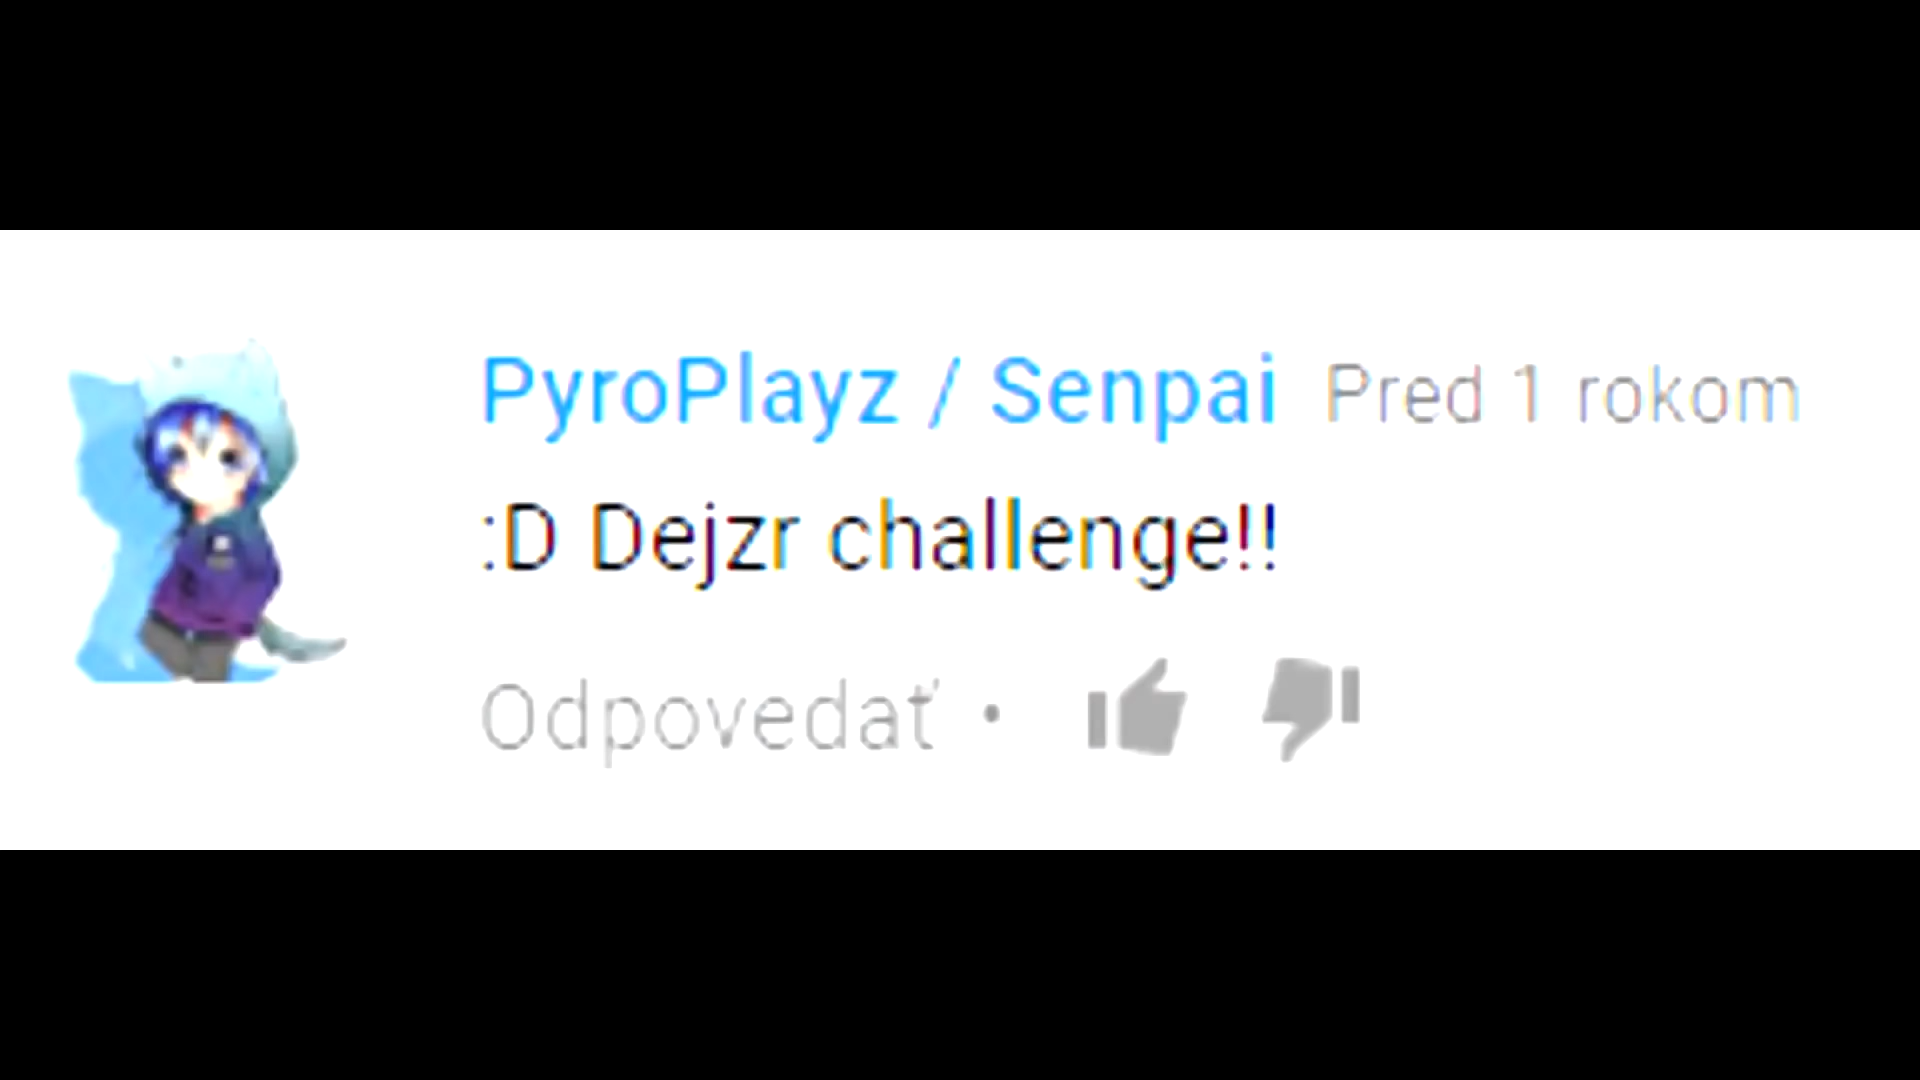 PyroPlayz / Senpai Pred 1 rokom
:D Dejzr challenge!!
Odpovedať •